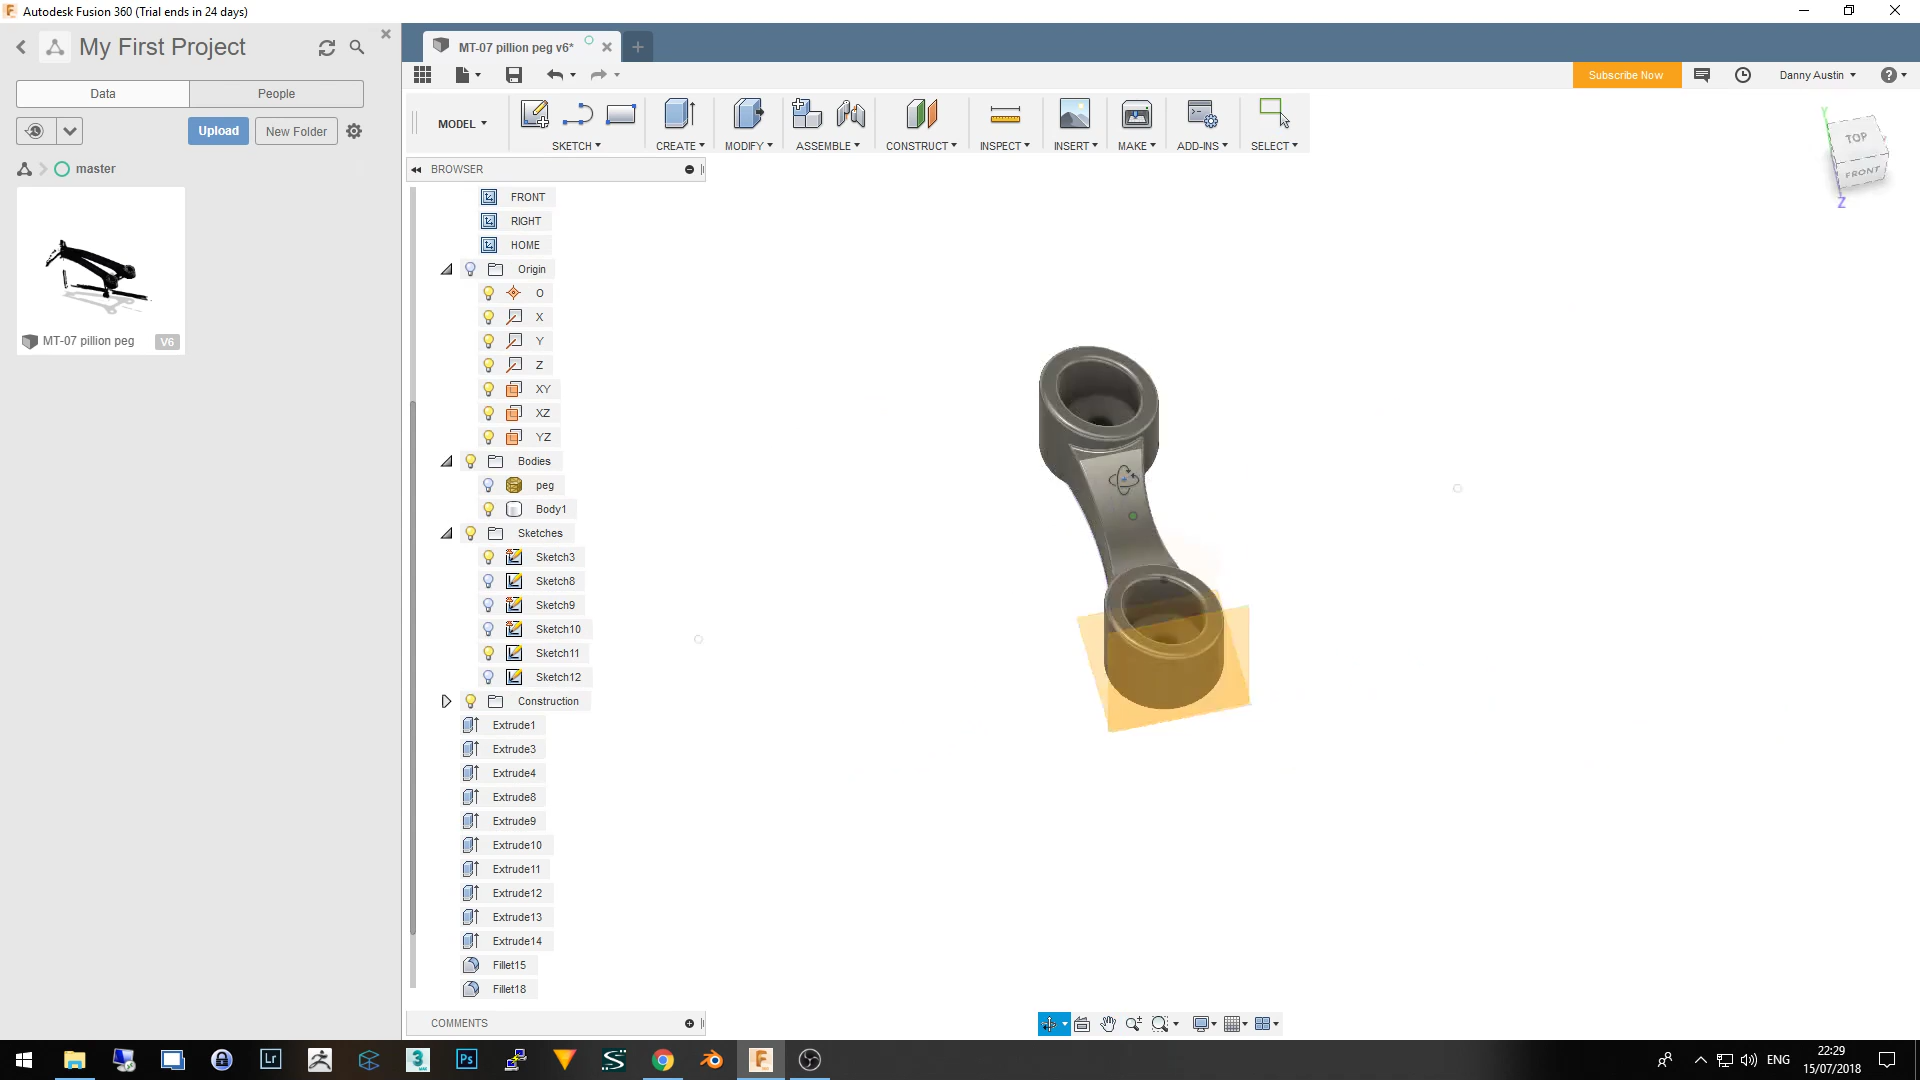 Autodesk Fusion 360 (Trial ends in 24 days)
My First Project
Data
People
Upload
New Folder
master
MT-07 pillion peg
V6
MT-07 pillion peg v6*
Subscribe Now
Danny Austin
MODEL
SKETCH
CREATE
MODIFY
ASSEMBLE
CONSTRUCT
INSPECT
INSERT
MAKE
ADD-INS
SELECT
BROWSER
FRONT
RIGHT
HOME
Origin
O
X
Y
Z
XY
XZ
YZ
Bodies
peg
Body1
Sketches
Sketch3
Sketch8
Sketch9
Sketch10
Sketch11
Sketch12
Construction
Extrude1
Extrude3
Extrude4
Extrude8
Extrude9
Extrude10
Extrude11
Extrude12
Extrude13
Extrude14
Fillet15
Fillet18
COMMENTS
Y
TOP
FRONT
Z
Lr
3
Ps
F
ENG
22:29
15/07/2018